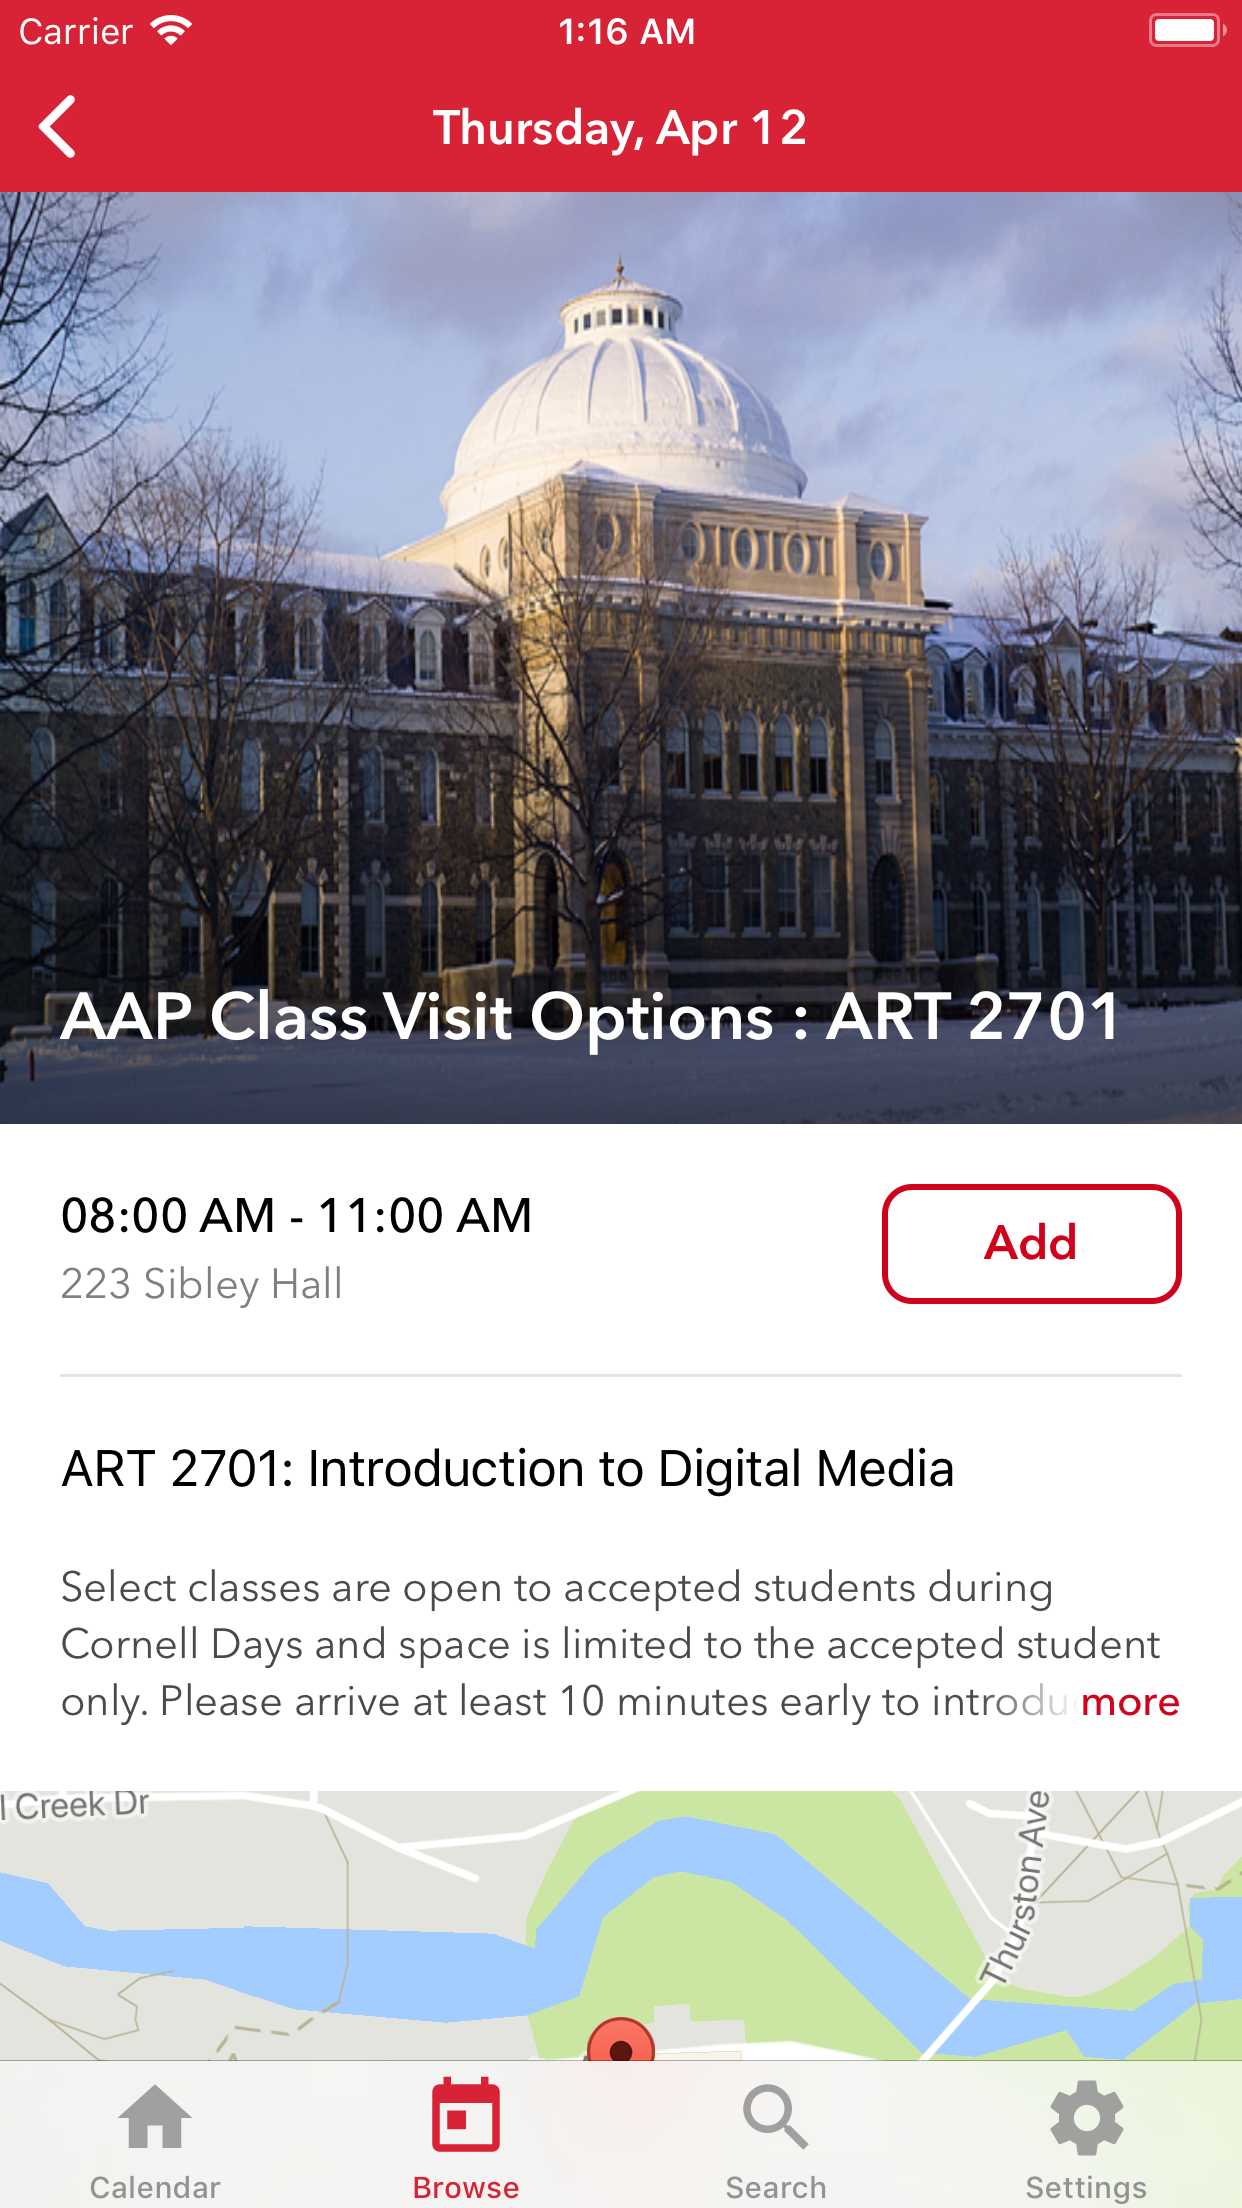 Carrier 1:16 AM
Thursday, Apr 12
AAP Class Visit Options : ART 2701
08:00 AM - 11:00 AM
Add
223 Sibley Hall
ART 2701: Introduction to Digital Media
Select classes are open to accepted students during
Cornell Days and space is limited to the accepted student
only. Please arrive at least 10 minutes early to introdu more
l Creek Dr
Thurston Ave
Calendar Browse Search Settings